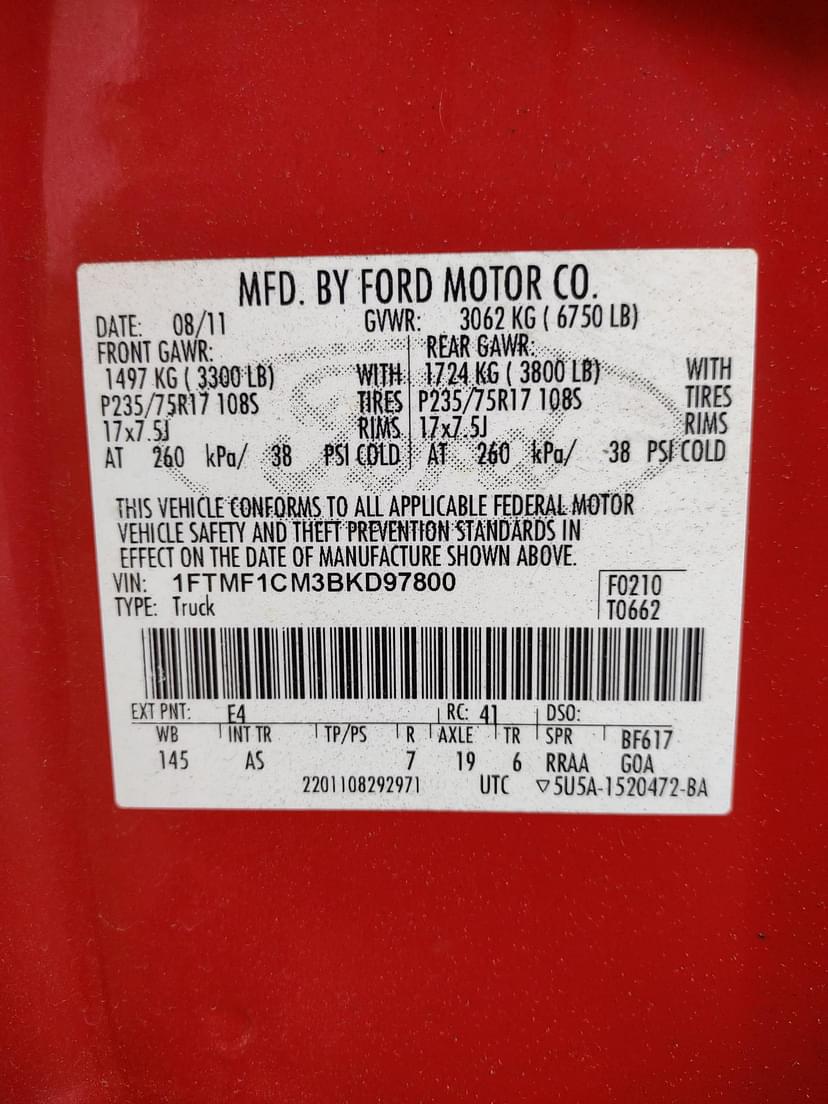 MFD. BY FORD MOTOR CO.
DATE: 08/11 GVWR: 3062 KG ( 6750 LB)
FRONT GAWR: REAR GAWR:
1497 KG ( 3300 LB) WITH 1724 KG ( 3800 LB) WITH
P235/75R17 108S TIRES P235/75R17 108S TIRES
17x7.5J RIMS 17x7.5J RIMS
AT 260 kPa/ 38 PSI COLD AT 260 kPa/ -38 PSI COLD
THIS VEHICLE CONFORMS TO ALL APPLICABLE FEDERAL MOTOR
VEHICLE SAFETY AND THEFT PREVENTION STANDARDS IN
EFFECT ON THE DATE OF MANUFACTURE SHOWN ABOVE.
VIN: 1FTMF1CM3BKD97800 F0210
TYPE: Truck T0662
EXT PNT: E4 RC: 41 DSO:
WB INT TR TP/PS R AXLE TR SPR BF617
145 AS 7 19 6 RRAA GOA
2201108292971 UTC ▽5U5A-1520472-BA